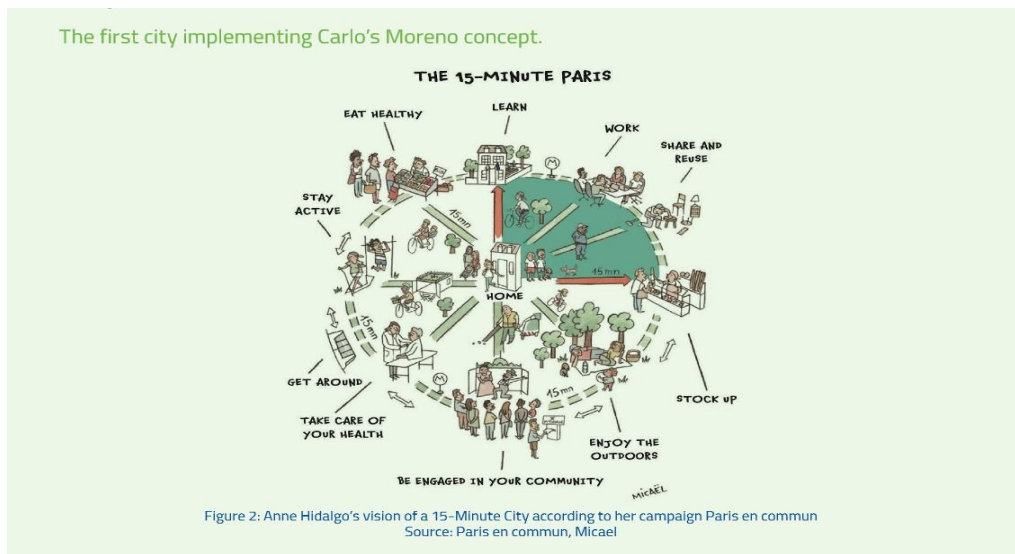 The first city implementing Carlo's Moreno concept.
THE 15-MINUTE PARIS
LEARN
EAT HEALTHY
WORK
SHARE AND
REUSE
STAY
ACTIVE
15mn
15 mn
HOME
15mn
GET AROUND
15mn
STOCK UP
TAKE CARE OF
YOUR HEALTH
ENJOY THE
OUTDOORS
BE ENGAGED IN YOUR COMMUNITY
MICAËL
M
M
Figure 2: Anne Hidalgo's vision of a 15-Minute City according to her campaign Paris en commun
Source: Paris en commun, Micael